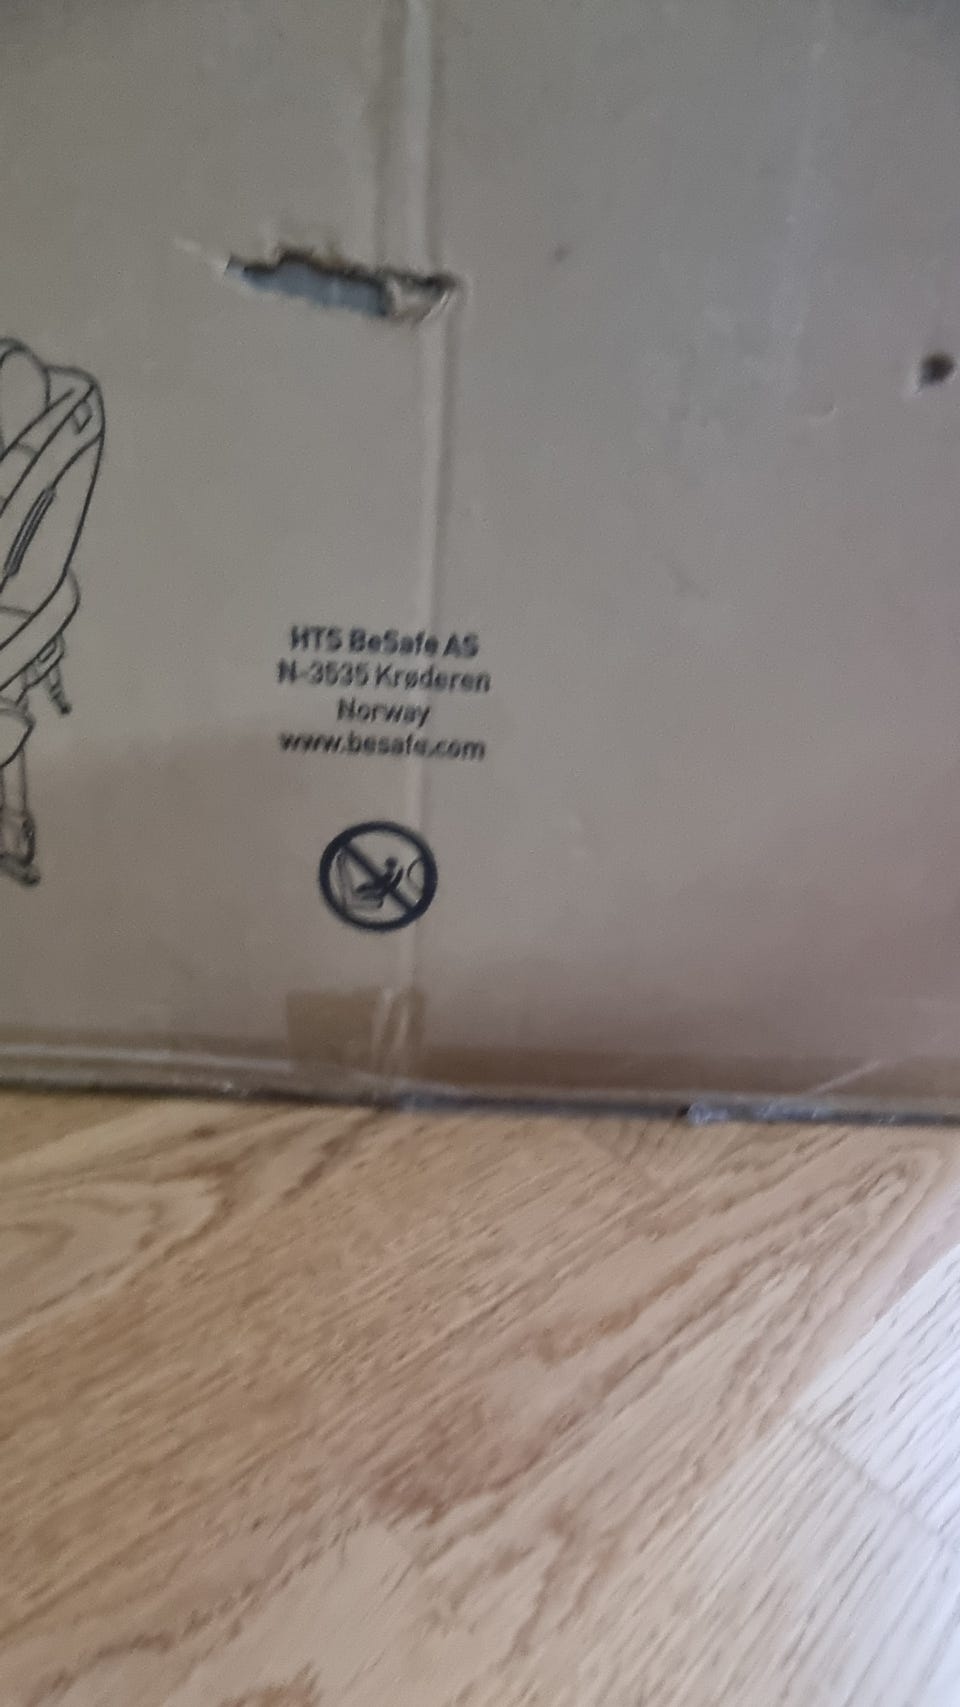 HTS BeSafe AS
N-3535 Krøderen
Norway
www.besafe.com